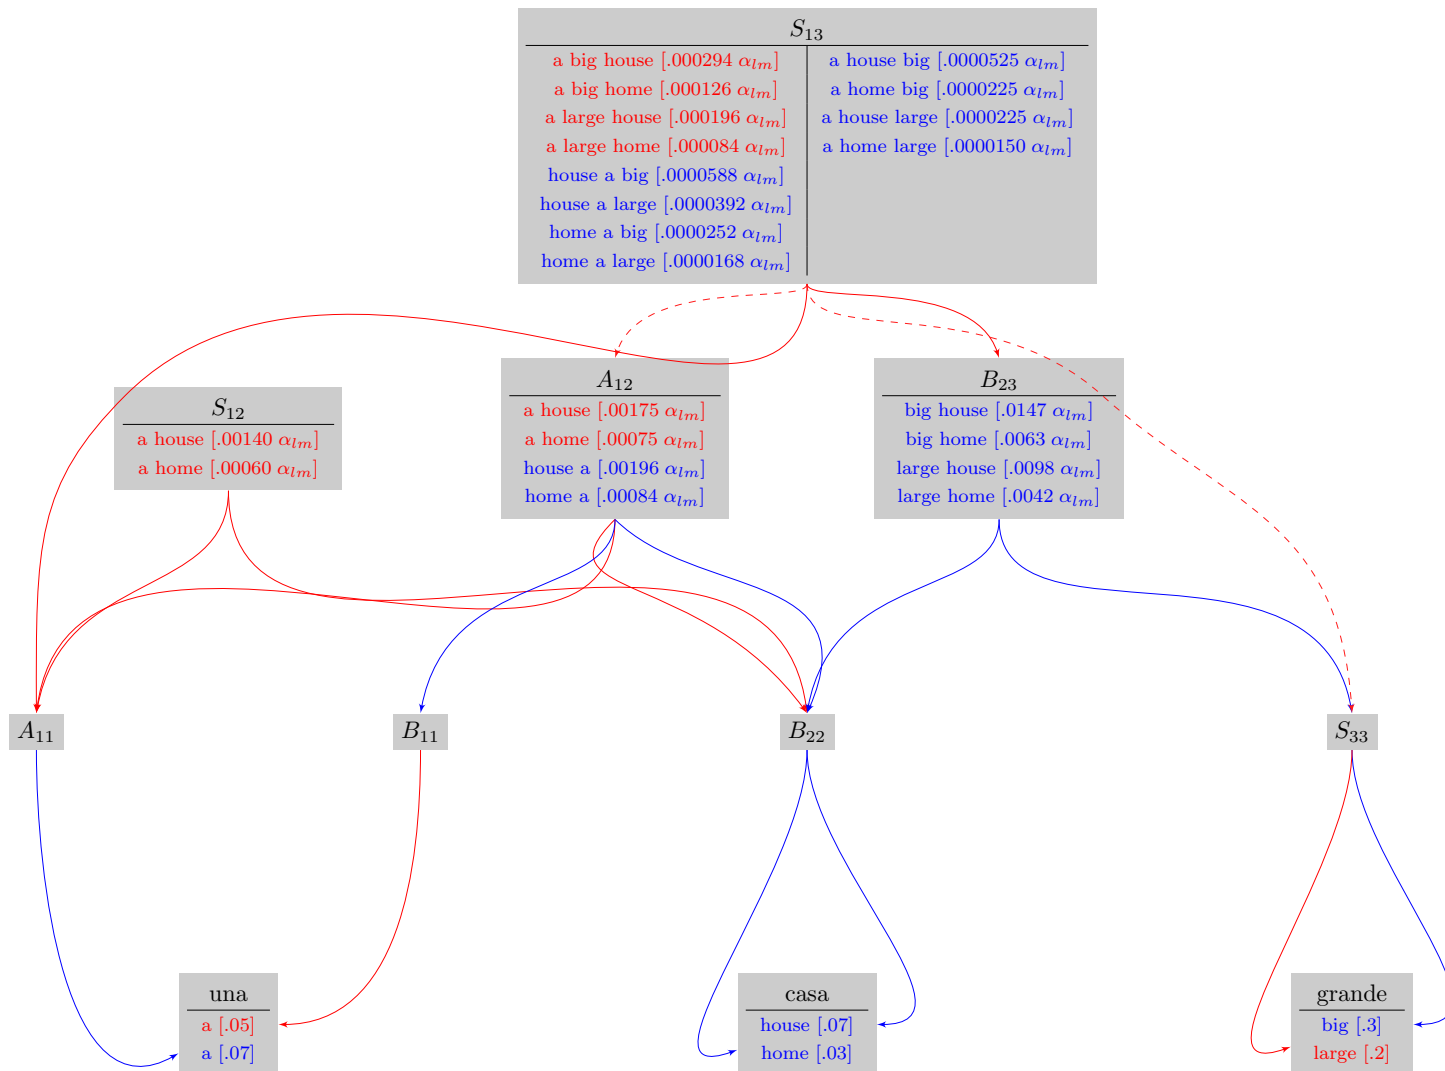 S₁₃
a big house [.000294 αₗₘ]
a big home [.000126 αₗₘ]
a large house [.000196 αₗₘ]
a large home [.000084 αₗₘ]
house a big [.0000588 αₗₘ]
house a large [.0000392 αₗₘ]
home a big [.0000252 αₗₘ]
home a large [.0000168 αₗₘ]
a house big [.0000525 αₗₘ]
a home big [.0000225 αₗₘ]
a house large [.0000225 αₗₘ]
a home large [.0000150 αₗₘ]
S₁₂
a house [.00140 αₗₘ]
a home [.00060 αₗₘ]
A₁₂
a house [.00175 αₗₘ]
a home [.00075 αₗₘ]
house a [.00196 αₗₘ]
home a [.00084 αₗₘ]
B₂₃
big house [.0147 αₗₘ]
big home [.0063 αₗₘ]
large house [.0098 αₗₘ]
large home [.0042 αₗₘ]
A₁₁
B₁₁
B₂₂
S₃₃
una
a [.05]
a [.07]
casa
house [.07]
home [.03]
grande
big [.3]
large [.2]